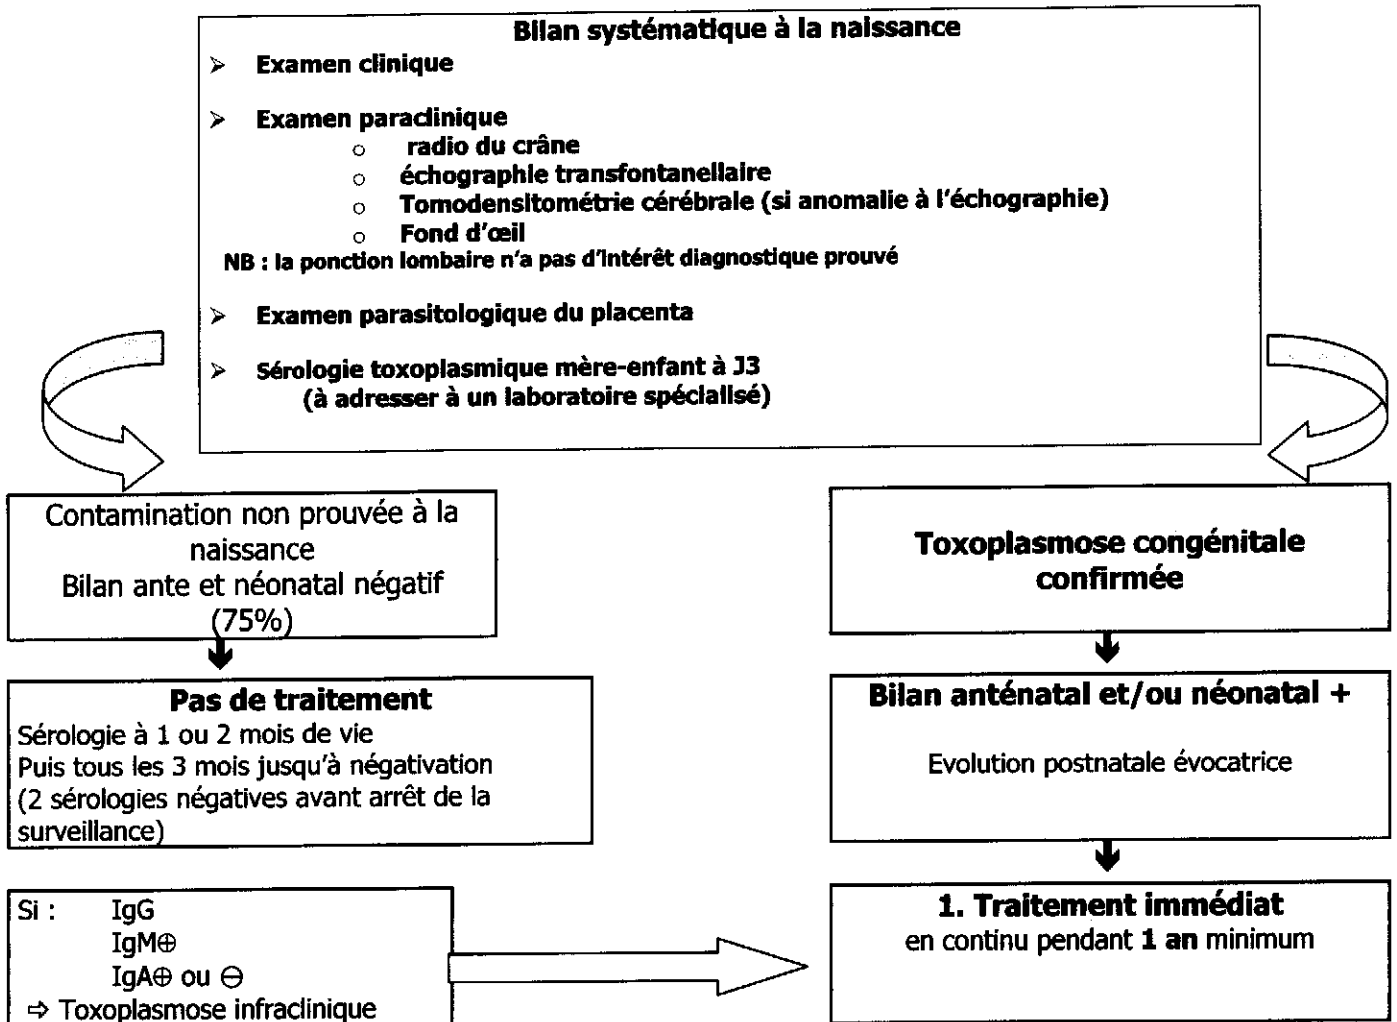 Bilan systématique à la naissance
➢ Examen clinique
➢ Examen paraclinique
o radio du crâne
o échographie transfontanellaire
o Tomodensitométrie cérébrale (si anomalie à l'échographie)
o Fond d'œil
NB : la ponction lombaire n'a pas d'intérêt diagnostique prouvé
➢ Examen parasitologique du placenta
➢ Sérologie toxoplasmique mère-enfant à J3
(à adresser à un laboratoire spécialisé)
Contamination non prouvée à la
naissance
Bilan ante et néonatal négatif
(75%)
Pas de traitement
Sérologie à 1 ou 2 mois de vie
Puis tous les 3 mois jusqu'à négativation
(2 sérologies négatives avant arrêt de la
surveillance)
Si : IgG
IgM⊕
IgA⊕ ou ⊖
⇨ Toxoplasmose infraclinique
Toxoplasmose congénitale
confirmée
Bilan anténatal et/ou néonatal +
Evolution postnatale évocatrice
1. Traitement immédiat
en continu pendant 1 an minimum